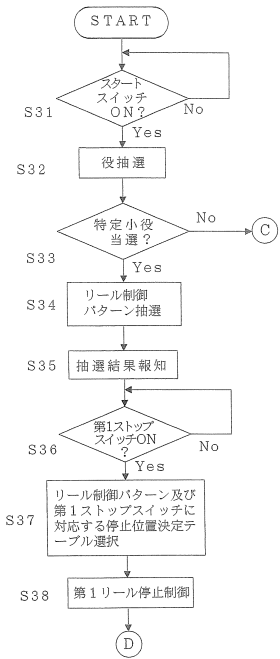 START
スタート
スイッチ
ON?
S31
No
Yes
役抽選
S32
特定小役
当選?
No
C
S33
Yes
リール制御
パターン抽選
S34
抽選結果報知
S35
第1ストップ
スイッチON
?
S36
No
Yes
リール制御パターン及び
第1ストップスイッチに
対応する停止位置決定テ
ーブル選択
S37
第1リール停止制御
S38
D